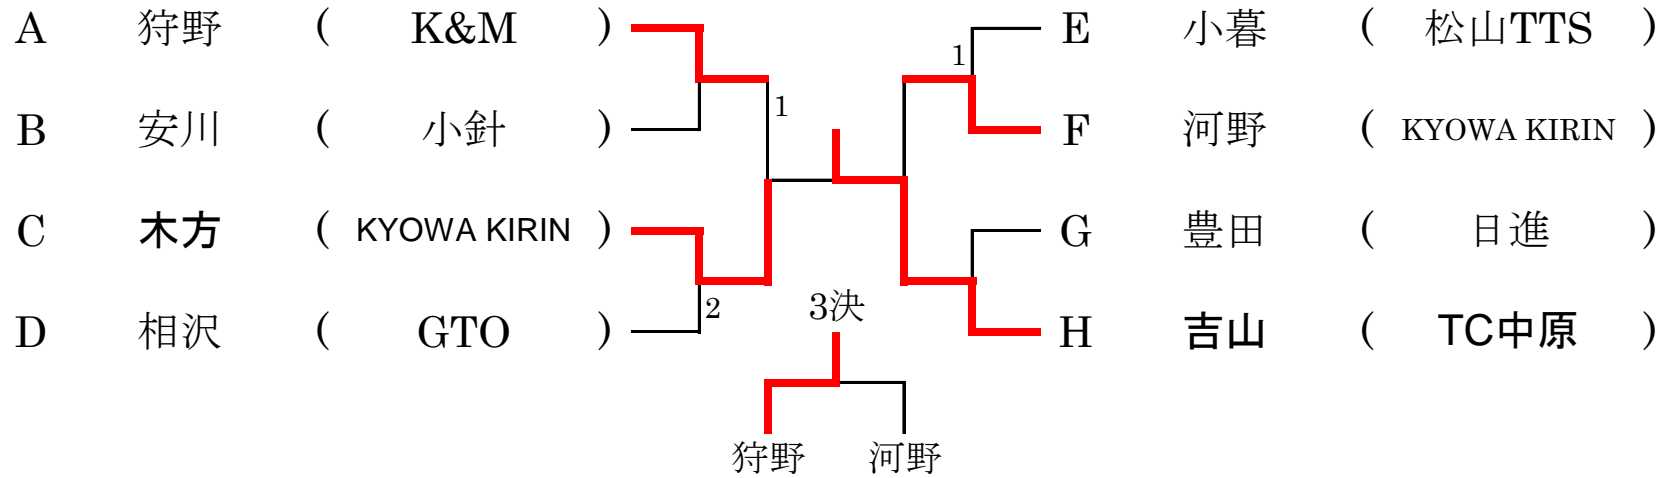 A 狩野 ( K&M ) E 小暮 ( 松山TTS )
1
1
B 安川 ( 小針 ) F 河野 ( KYOWA KIRIN )
C 木方 ( KYOWA KIRIN ) G 豊田 ( 日進 )
2 3決
D 相沢 ( GTO ) H 吉山 ( TC中原 )
狩野 河野